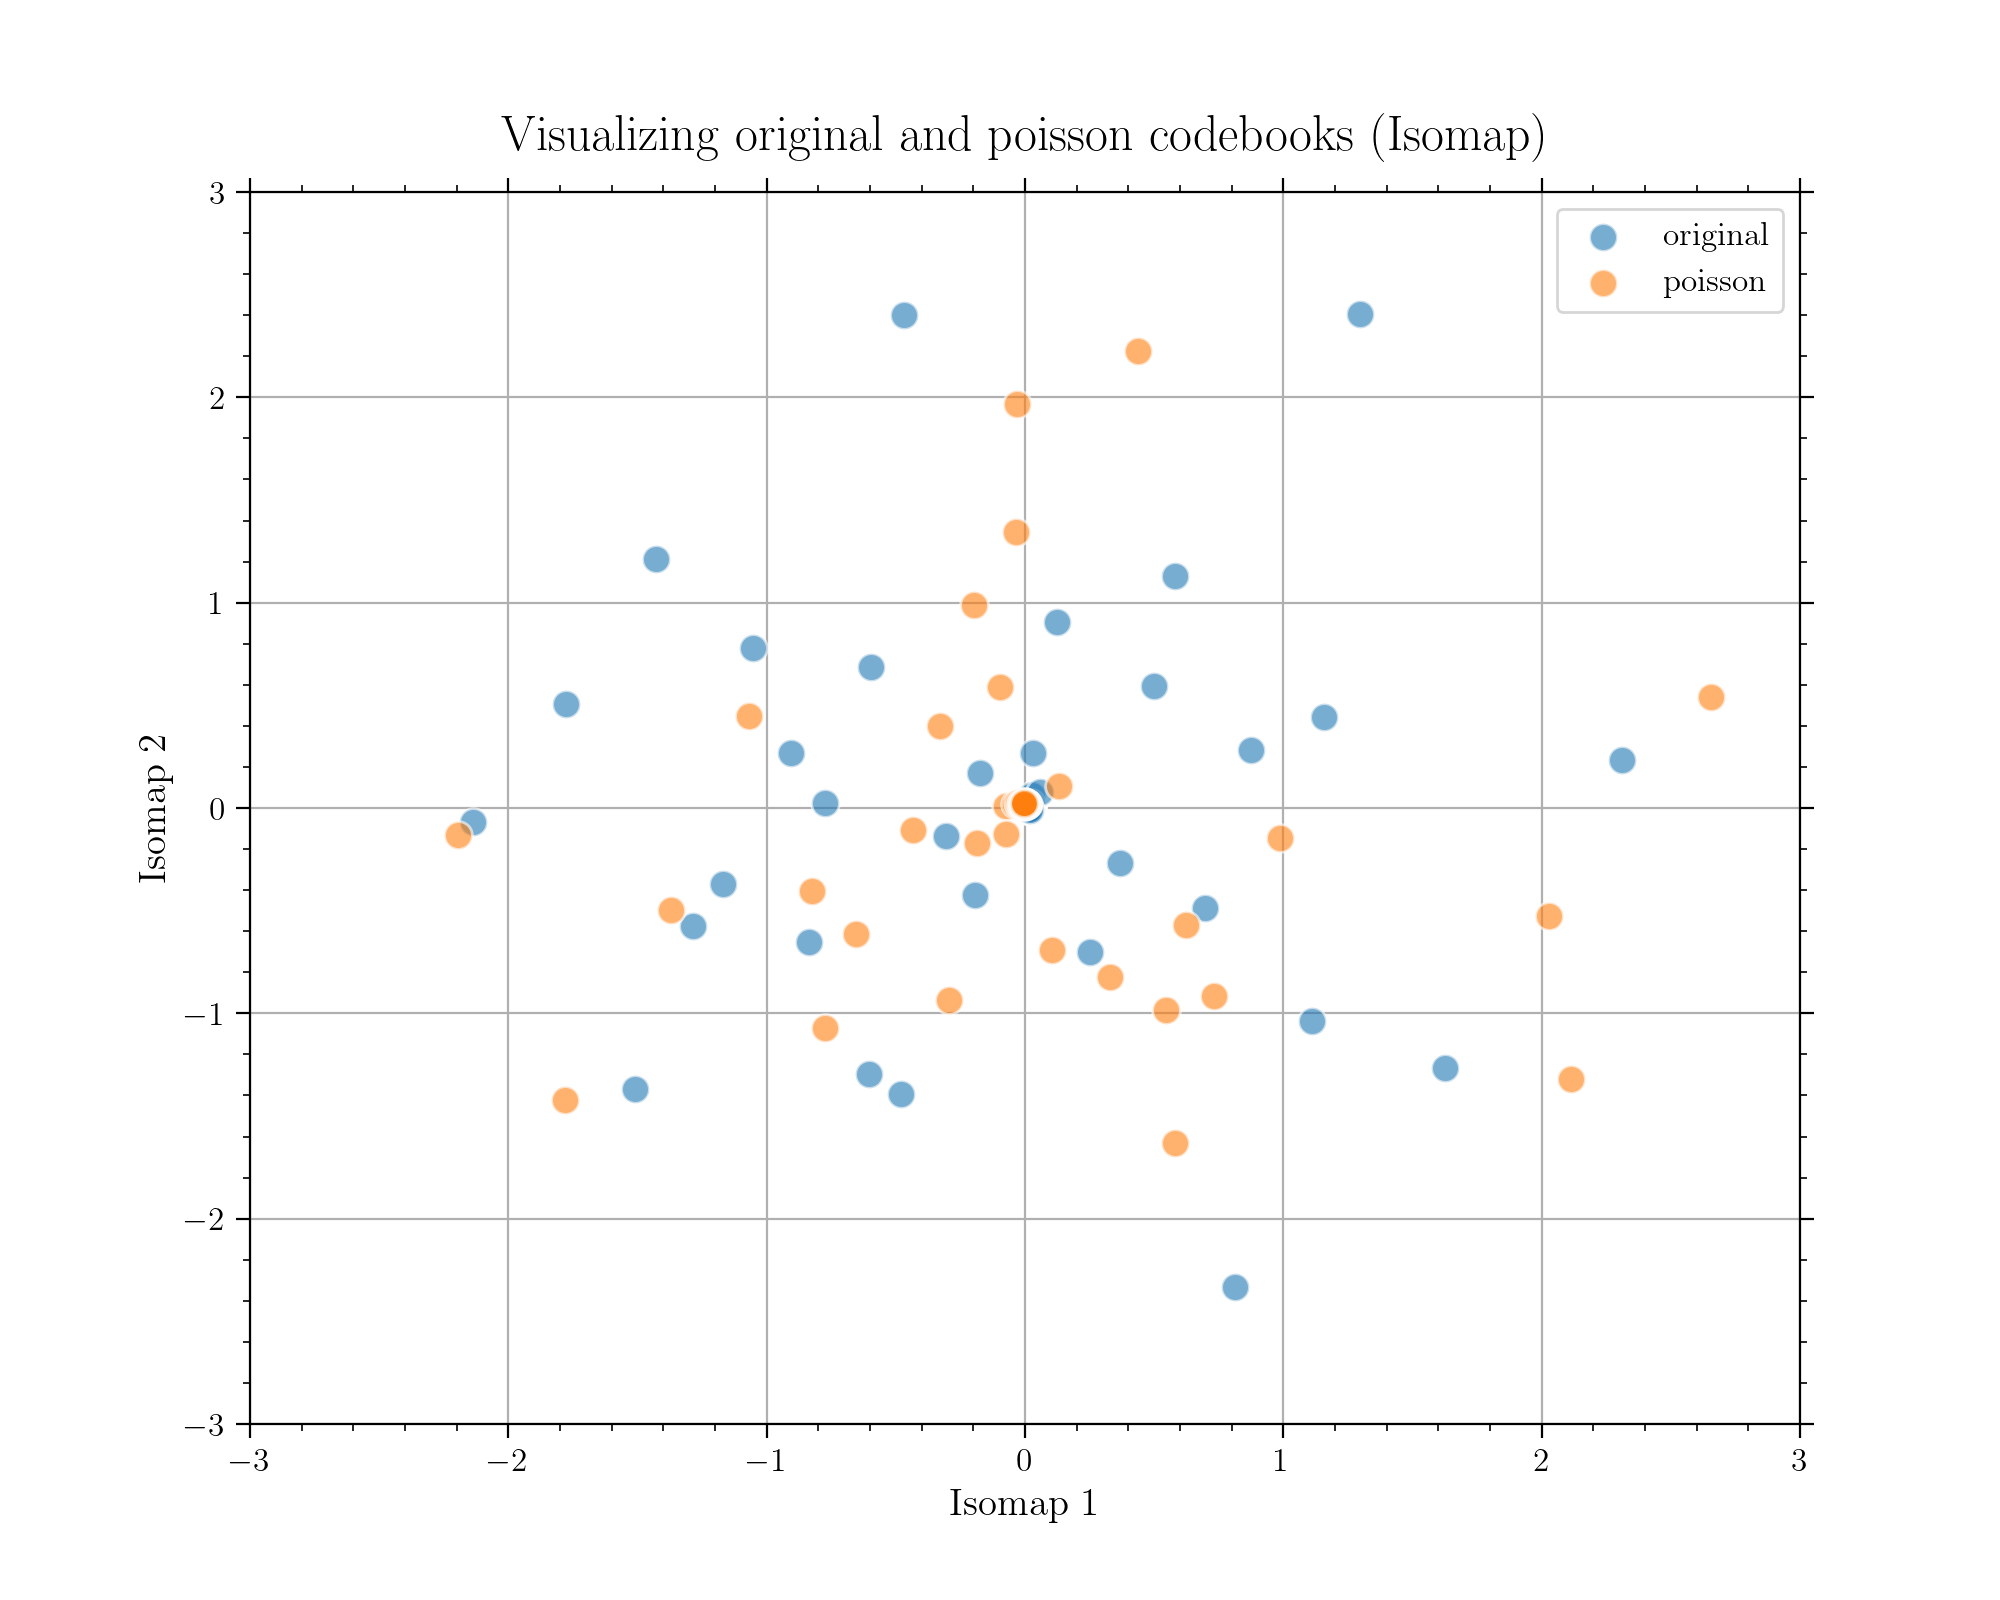 Visualizing original and poisson codebooks (Isomap)
original
poisson
3
2
1
0
−1
−2
−3
Isomap 2
−3
−2
−1
0
1
2
3
Isomap 1